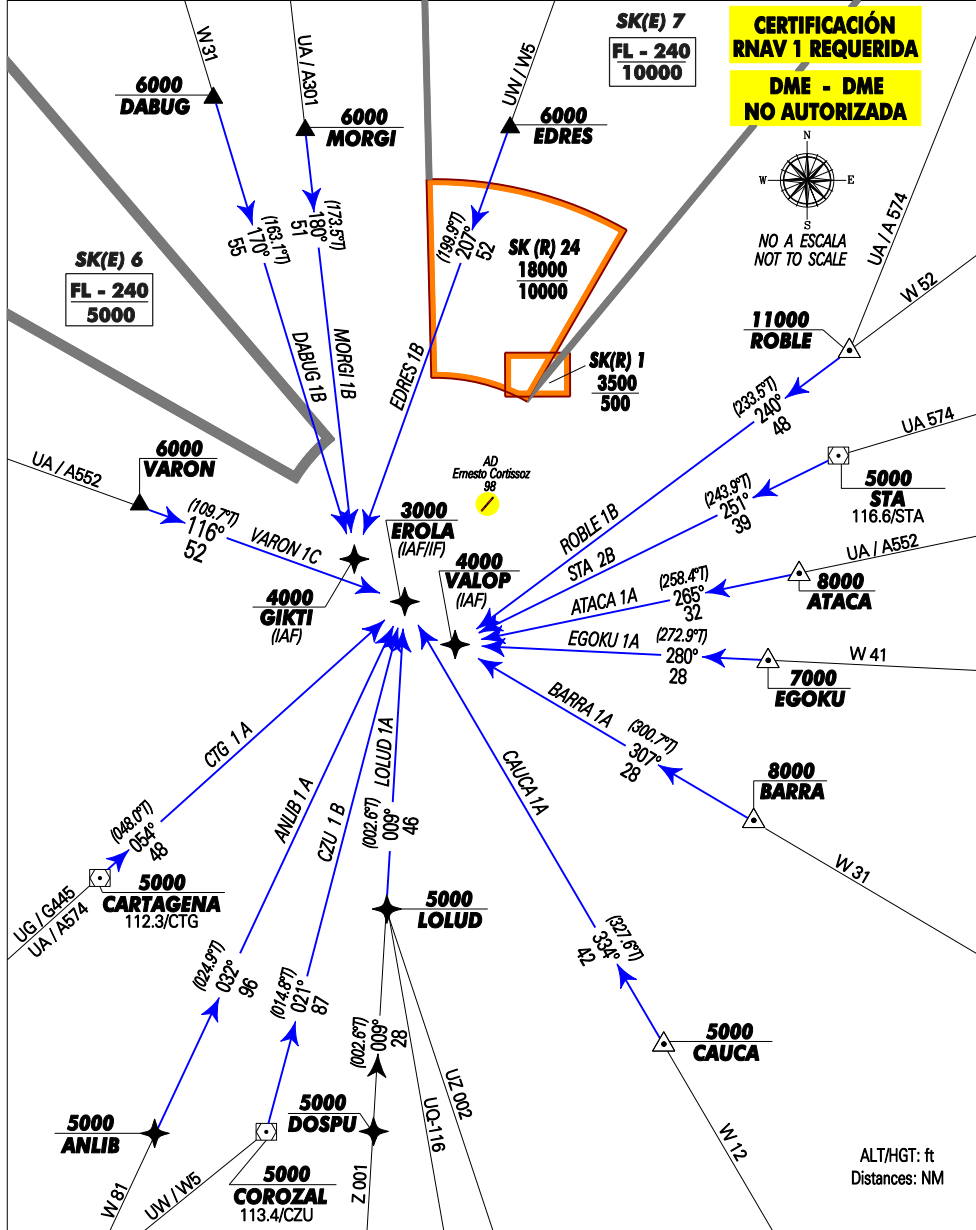 W 31
UA / A301
SK(E) 7
FL - 240
10000
UW / W5
CERTIFICACIÓN
RNAV 1 REQUERIDA
DME - DME
NO AUTORIZADA
6000
DABUG
6000
MORGI
6000
EDRES
N
W
E
S
NO A ESCALA
NOT TO SCALE
UA / A 574
W 52
(163.1°T)
170°
55
(173.5°T)
180°
51
(199.9°T)
207°
52
SK (R) 24
18000
10000
SK(E) 6
FL - 240
5000
DABUG 1B
MORGI 1B
EDRES 1B
SK(R) 1
3500
500
11000
ROBLE
(233.5°T)
240°
48
UA 574
6000
VARON
UA / A552
(109.7°T)
116°
52
VARON 1C
AD
Ernesto Cortissoz
98
3000
EROLA
(IAF/IF)
ROBLE 1B
(243.9°T)
251°
39
5000
STA
116.6/STA
STA 2B
4000
VALOP
(IAF)
4000
GIKTI
(IAF)
ATACA 1A
(258.4°T)
265°
32
UA / A552
8000
ATACA
EGOKU 1A
(272.9°T)
280°
28
W 41
7000
EGOKU
BARRA 1A
(300.7°T)
307°
28
8000
BARRA
W 31
CTG 1 A
ANLIB 1 A
CZU 1 B
LOLUD 1A
CAUCA 1A
(048.0°T)
054°
48
(002.6°T)
009°
46
5000
CARTAGENA
112.3/CTG
UG / G445
UA / A574
5000
LOLUD
(024.9°T)
032°
96
(014.8°T)
021°
87
(327.6°T)
334°
42
(002.6°T)
009°
28
5000
CAUCA
W 12
5000
ANLIB
W 81
5000
DOSPU
5000
COROZAL
113.4/CZU
UW / W5
Z 001
UQ-116
UZ 002
ALT/HGT: ft
Distances: NM